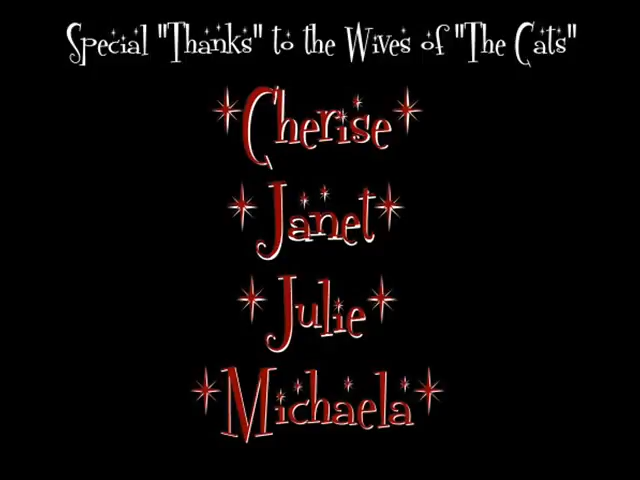 Special "Thanks" to the Wives of "The Cats"
Cherise
Janet
Julie
Michaela